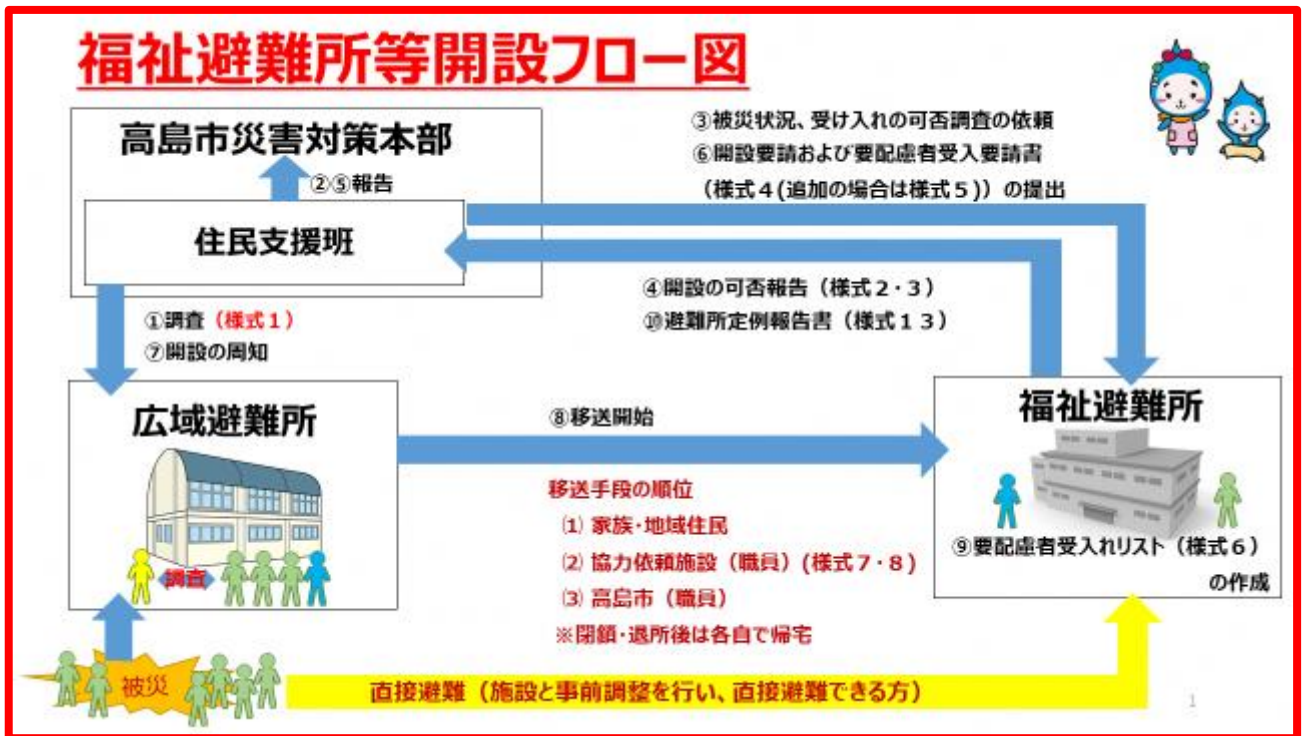 福祉避難所等開設フロー図
高島市災害対策本部
②⑤報告
住民支援班
③被災状況、受け入れの可否調査の依頼
⑥開設要請および要配慮者受入要請書
(様式4(追加の場合は様式5))の提出
④開設の可否報告(様式2・3)
⑩避難所定例報告書(様式13)
①調査(様式1)
⑦開設の周知
広域避難所
調査
⑧移送開始
移送手段の順位
⑴ 家族・地域住民
⑵ 協力依頼施設(職員)(様式7・8)
⑶ 高島市(職員)
※閉鎖・退所後は各自で帰宅
福祉避難所
⑨要配慮者受入れリスト(様式6)
の作成
被災
直接避難(施設と事前調整を行い、直接避難できる方)
1